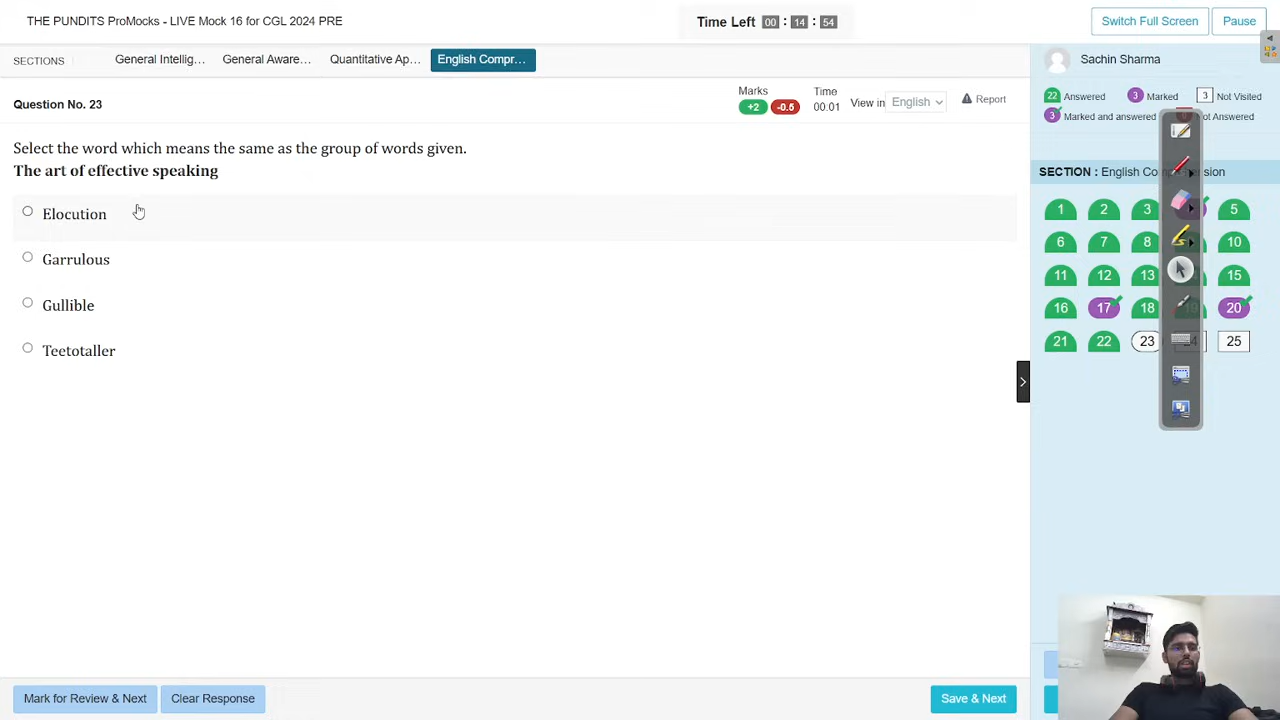 THE PUNDITS ProMocks - LIVE Mock 16 for CGL 2024 PRE
Time Left 00 : 14 : 54
Switch Full Screen
Pause
SECTIONS
General Intellig...
General Aware...
Quantitative Ap...
English Compr...
Sachin Sharma
Question No. 23
Marks
+2 -0.5
Time
00:01
View in English
Report
22 Answered
3 Marked
3 Not Visited
3 Marked and answered
Not Answered
Select the word which means the same as the group of words given.
The art of effective speaking
Elocution
Garrulous
Gullible
Teetotaller
SECTION : English
1 2 3 5
6 7 8 10
11 12 13 15
16 17 18 20
21 22 23 25
Mark for Review & Next
Clear Response
Save & Next